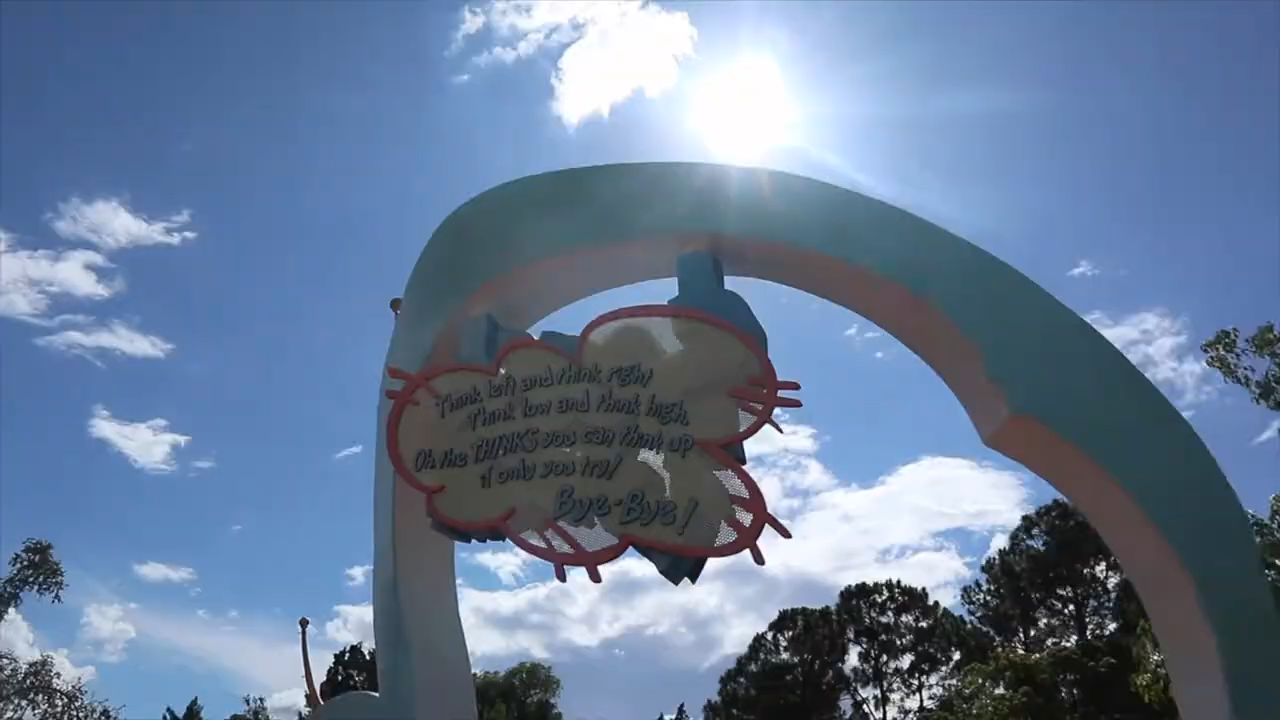 Think left and think right
Think low and think high.
Oh the THINKS you can think up
if only you try!
Bye-Bye!